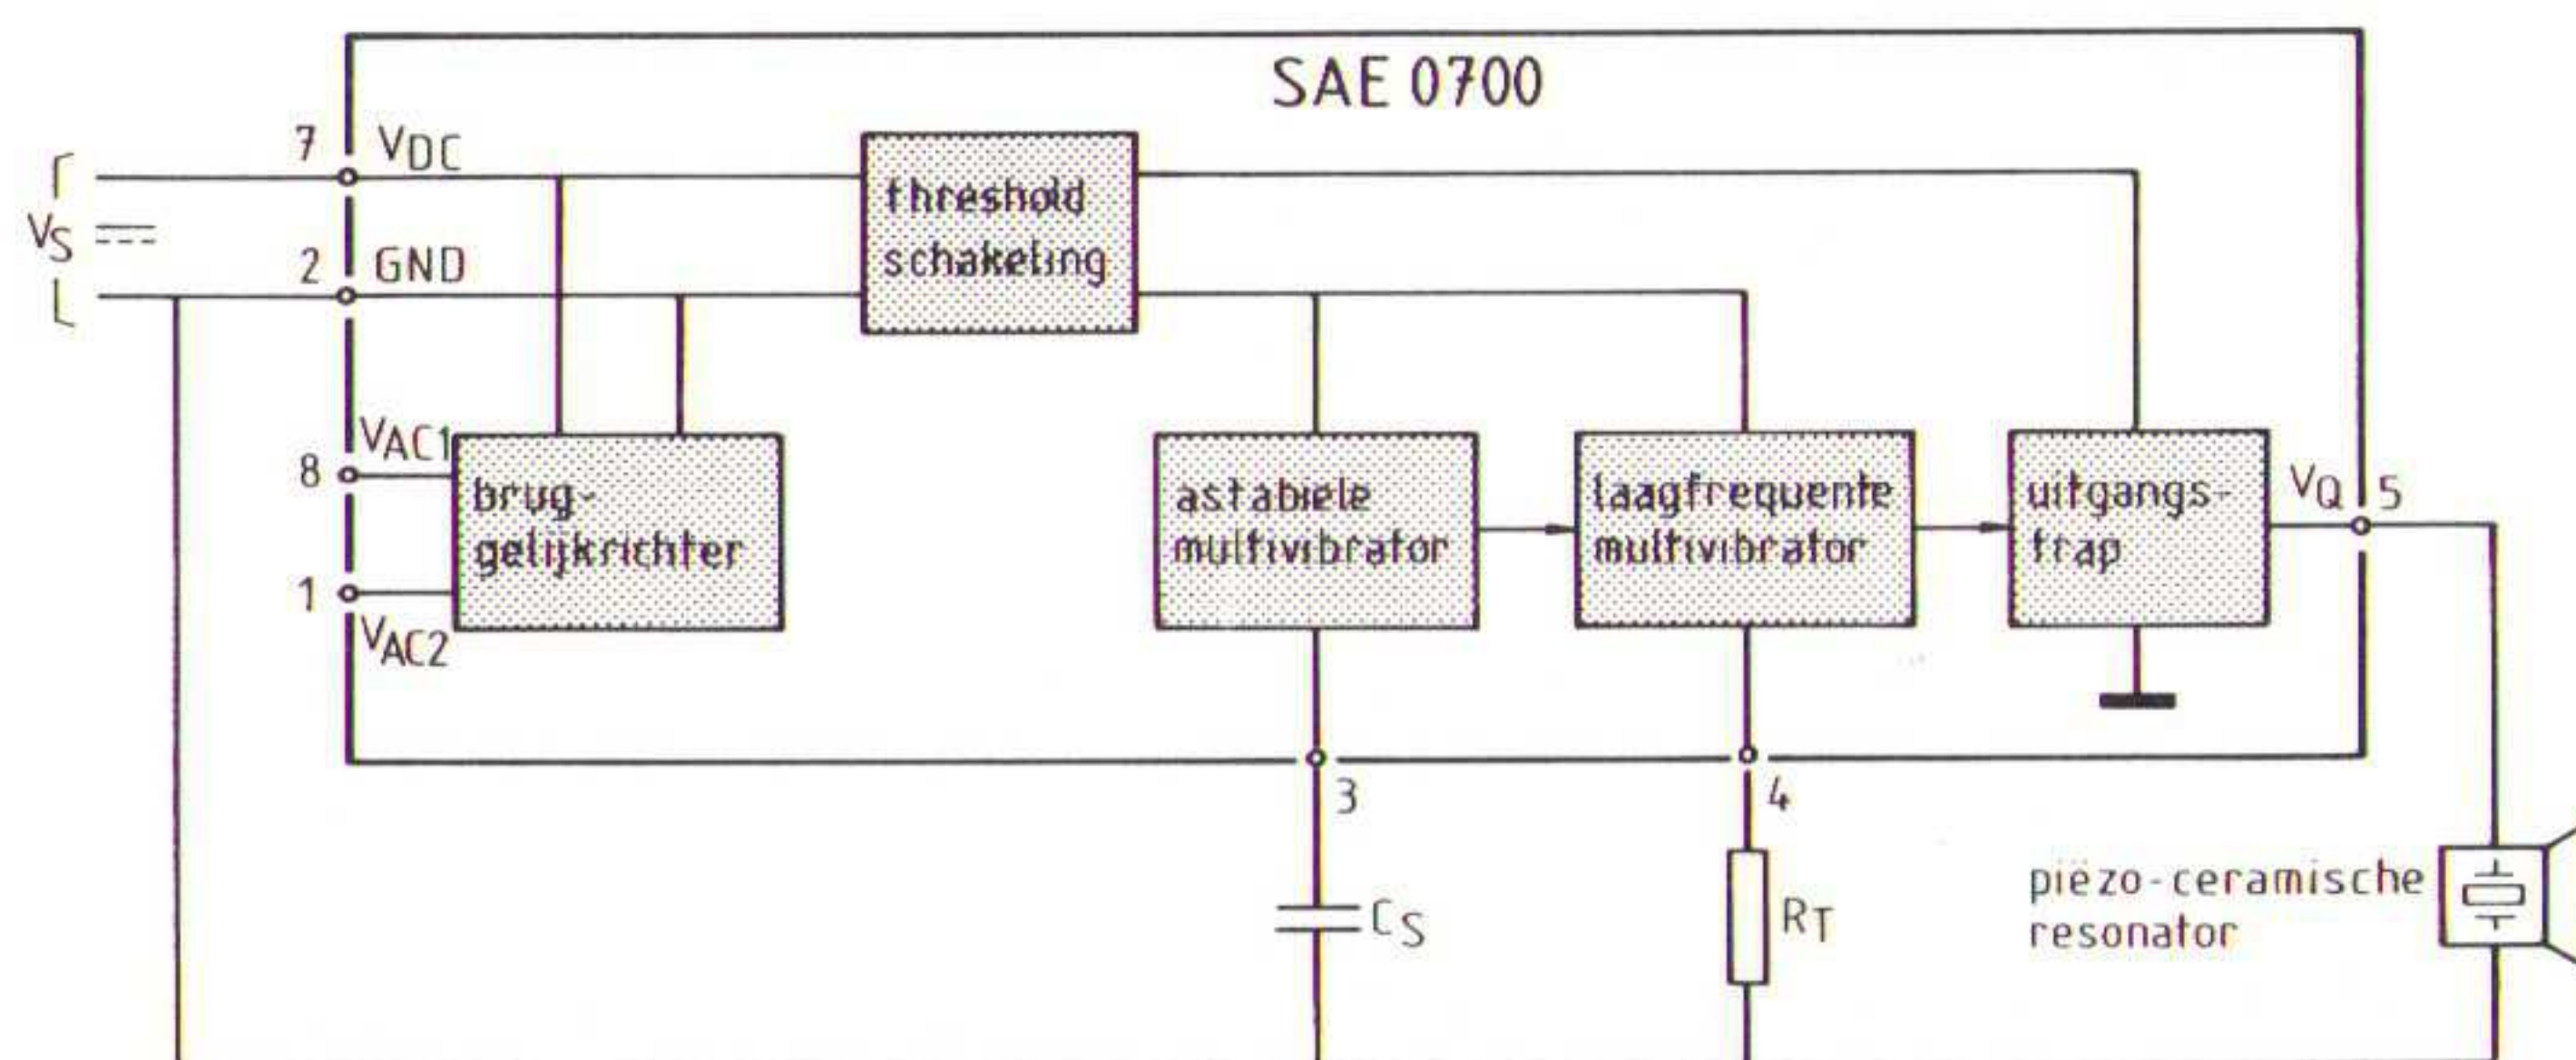 SAE 0700
7 VDC
VS
2 GND
threshold
schakeling
VAC1
8
1
VAC2
brug-
gelijkrichter
astabiele
multivibrator
laagfrequente
multivibrator
uitgangs-
trap
VQ 5
3
4
CS
RT
piëzo-ceramische
resonator